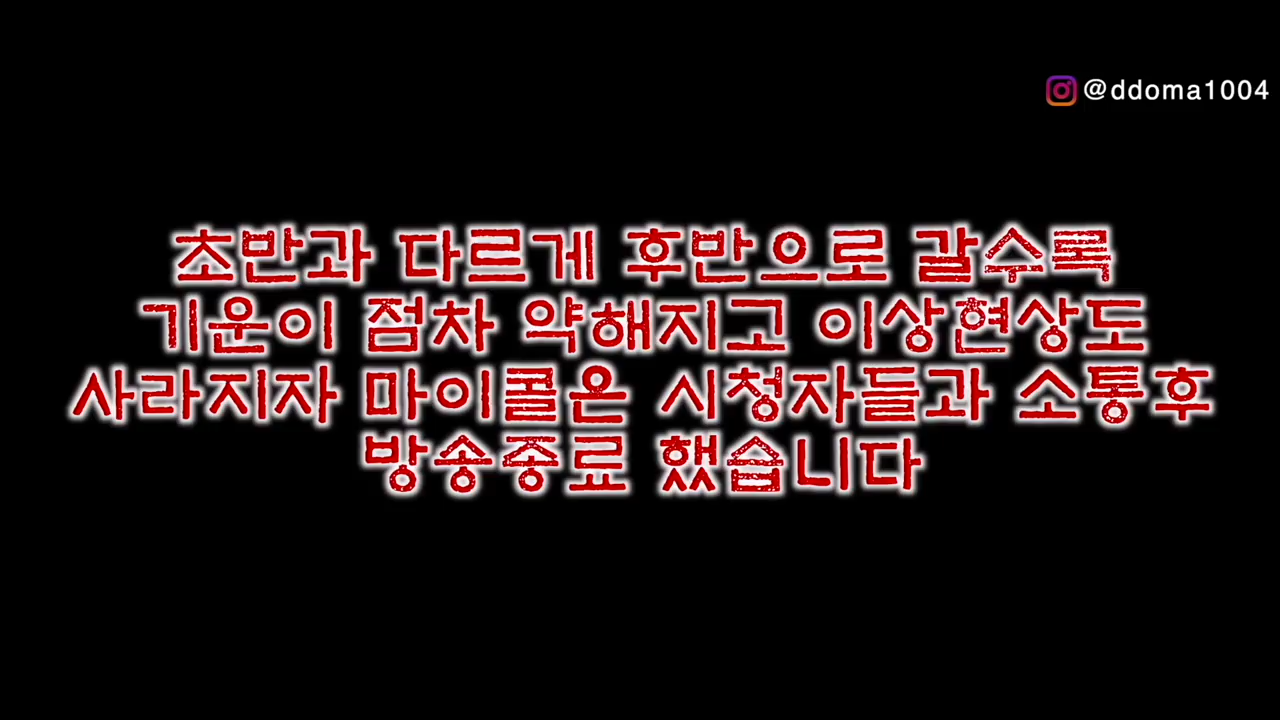 @ddoma1004
초반과 다르게 후반으로 갈수록
기운이 점차 약해지고 이상현상도
사라지자 마이콜은 시청자들과 소통후
방송종료 했습니다